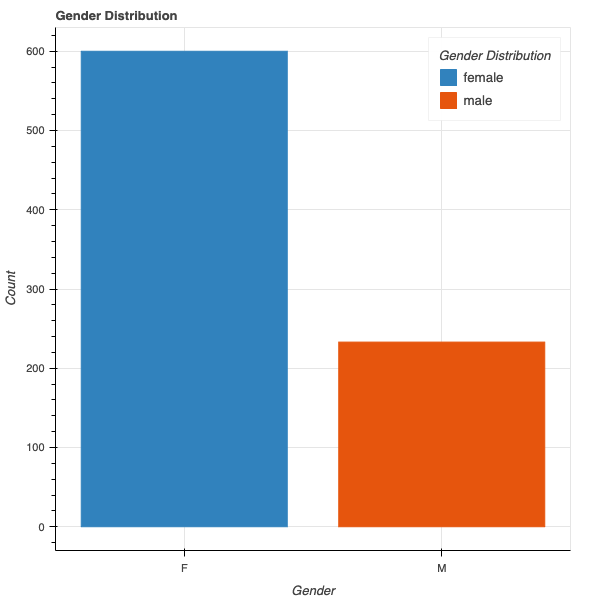 Gender Distribution
Gender Distribution
female
male
600
500
400
300
200
100
0
Count
F
M
Gender